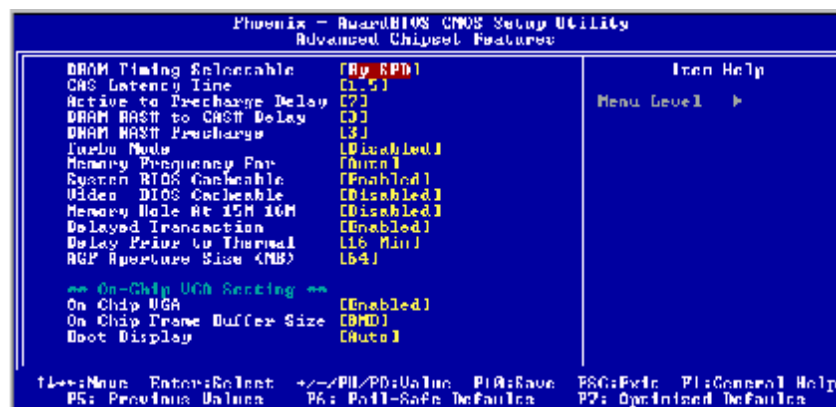 Phoenix - AwardBIOS CMOS Setup Utility
Advanced Chipset Features
DRAM Timing Selectable [By SPD]
CAS Latency Time [1.5]
Active to Precharge Delay [7]
DRAM RAS# to CAS# Delay [3]
DRAM RAS# Precharge [3]
Turbo Mode [Disabled]
Memory Frequency For [Auto]
System BIOS Cacheable [Enabled]
Video BIOS Cacheable [Disabled]
Memory Hole At 15M 16M [Disabled]
Delayed Transaction [Enabled]
Delay Prior to Thermal [16 Min]
AGP Aperture Size (MB) [64]
** On-Chip VGA Setting **
On Chip VGA [Enabled]
On Chip Frame Buffer Size [8MB]
Boot Display [Auto]
Item Help
Menu Level ▶
↑↓→←:Move Enter:Select +/-/PU/PD:Value F10:Save ESC:Exit F1:General Help
F5: Previous Values F6: Fail-Safe Defaults F7: Optimized Defaults